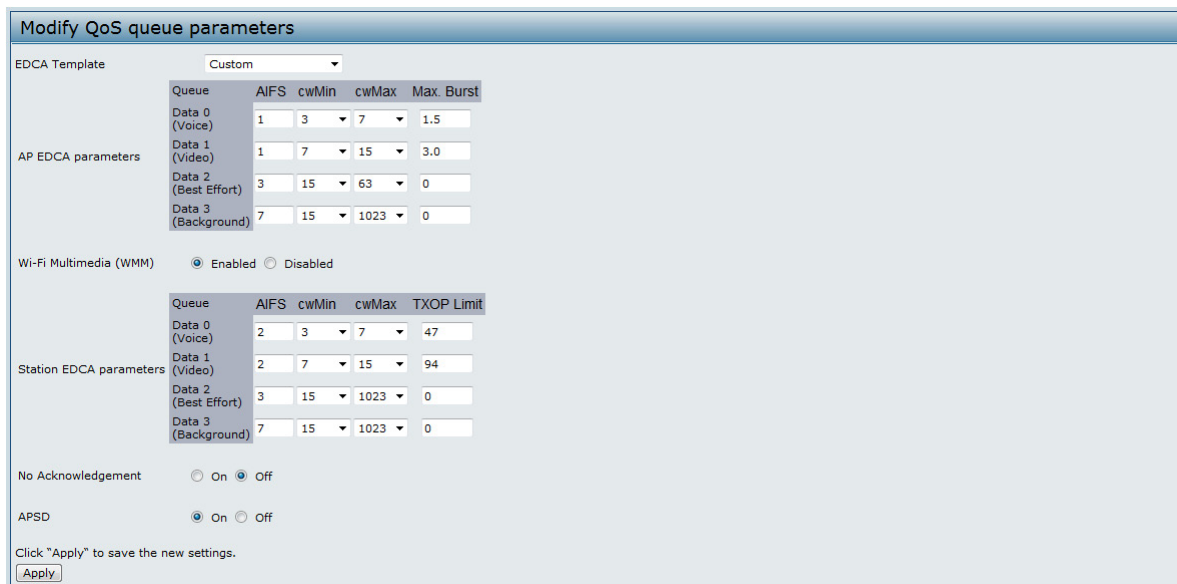 Modify QoS queue parameters
EDCA Template Custom
Queue AIFS cwMin cwMax Max. Burst
Data 0 (Voice) 1 3 7 1.5
AP EDCA parameters
Data 1 (Video) 1 7 15 3.0
Data 2 (Best Effort) 3 15 63 0
Data 3 (Background) 7 15 1023 0
Wi-Fi Multimedia (WMM) Enabled Disabled
Queue AIFS cwMin cwMax TXOP Limit
Data 0 (Voice) 2 3 7 47
Station EDCA parameters
Data 1 (Video) 2 7 15 94
Data 2 (Best Effort) 3 15 1023 0
Data 3 (Background) 7 15 1023 0
No Acknowledgement On Off
APSD On Off
Click "Apply" to save the new settings.
Apply